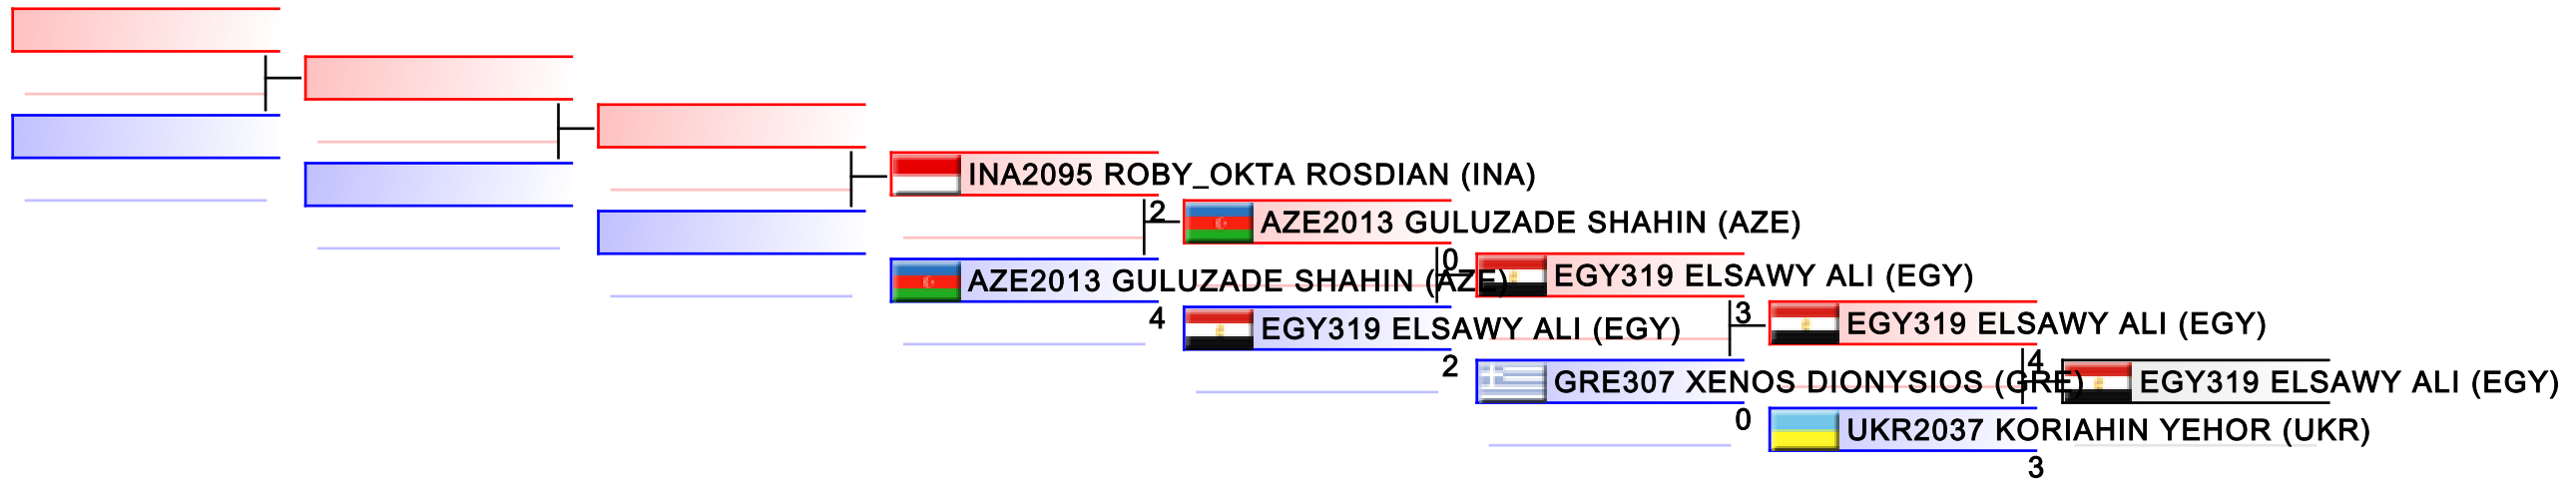 INA2095 ROBY_OKTA ROSDIAN (INA)
2
AZE2013 GULUZADE SHAHIN (AZE)
0
AZE2013 GULUZADE SHAHIN (AZE)
EGY319 ELSAWY ALI (EGY)
4
3
EGY319 ELSAWY ALI (EGY)
EGY319 ELSAWY ALI (EGY)
2
4
GRE307 XENOS DIONYSIOS (GRE)
EGY319 ELSAWY ALI (EGY)
0
UKR2037 KORIAHIN YEHOR (UKR)
3